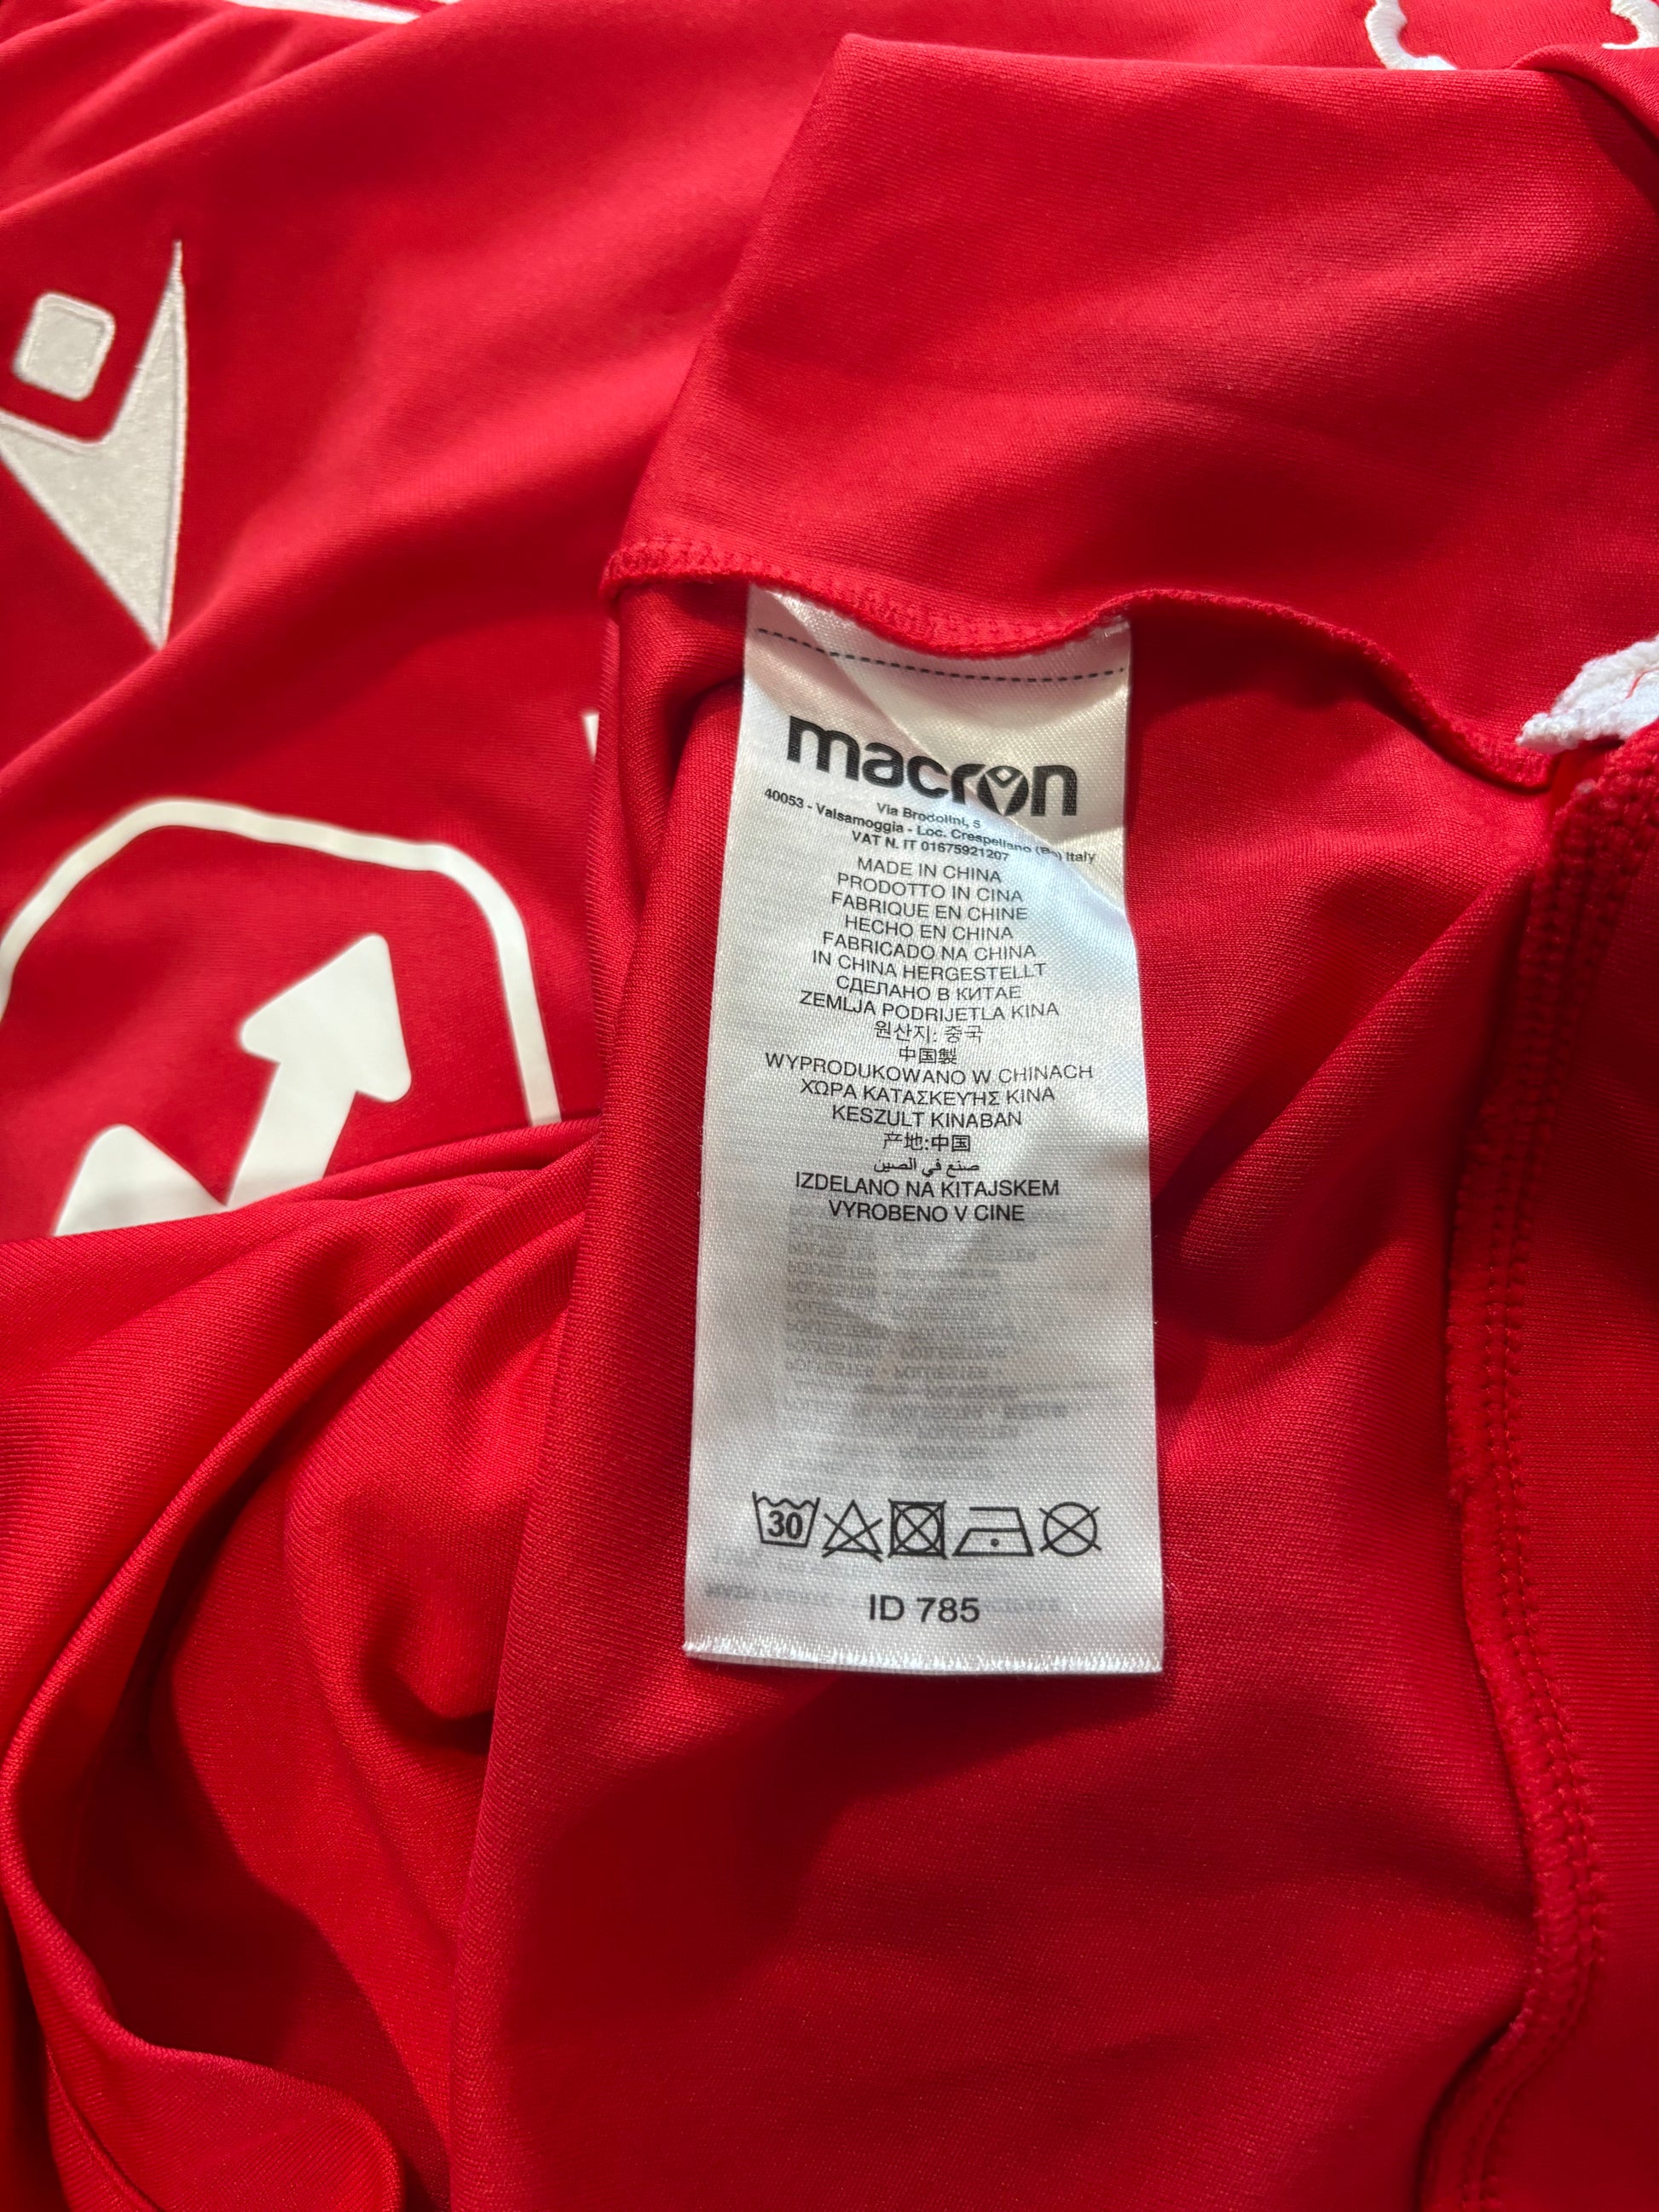 macron
Via Brodolini, 5
40053 - Valsamoggia - Loc. Crespellano (Bo) Italy
VAT N. IT 01675921207
MADE IN CHINA
PRODOTTO IN CINA
FABRIQUE EN CHINE
HECHO EN CHINA
FABRICADO NA CHINA
IN CHINA HERGESTELLT
СДЕЛАНО В КИТАЕ
ZEMLJA PODRIJETLA KINA
원산지: 중국
中国製
WYPRODUKOWANO W CHINACH
ΧΩΡΑ ΚΑΤΑΣΚΕΥΉΣ ΚΙΝΑ
KESZULT KINABAN
产地:中国
صنع في الصين
IZDELANO NA KITAJSKEM
VYROBENO V CINE
30
ID 785